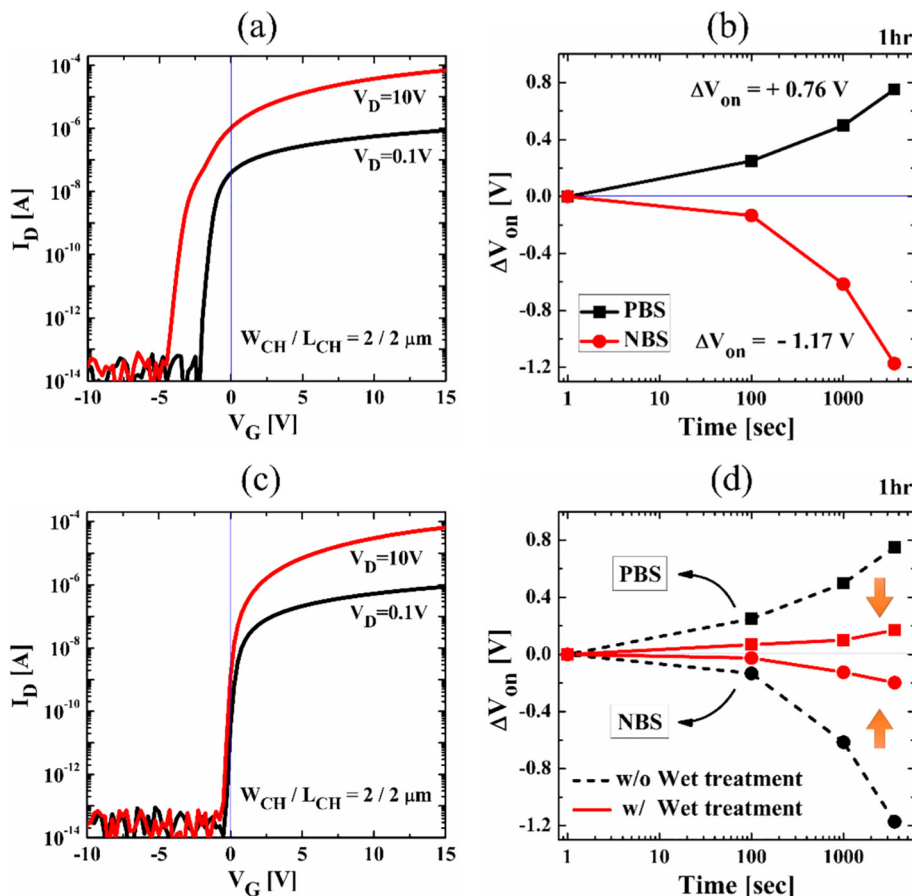 (a)
10⁻⁴
10⁻⁶
10⁻⁸
10⁻¹⁰
10⁻¹²
10⁻¹⁴
I_D [A]
V_D=10V
V_D=0.1V
W_CH / L_CH = 2 / 2 μm
-10 -5 0 5 10 15
V_G [V]
(b)
1hr
0.8
0.4
0.0
-0.4
-0.8
-1.2
ΔV_on [V]
ΔV_on = + 0.76 V
PBS
NBS
ΔV_on = - 1.17 V
1 10 100 1000
Time [sec]
(c)
10⁻⁴
10⁻⁶
10⁻⁸
10⁻¹⁰
10⁻¹²
10⁻¹⁴
I_D [A]
V_D=10V
V_D=0.1V
W_CH / L_CH = 2 / 2 μm
-10 -5 0 5 10 15
V_G [V]
(d)
1hr
0.8
0.4
0.0
-0.4
-0.8
-1.2
ΔV_on [V]
PBS
NBS
w/o Wet treatment
w/ Wet treatment
1 10 100 1000
Time [sec]